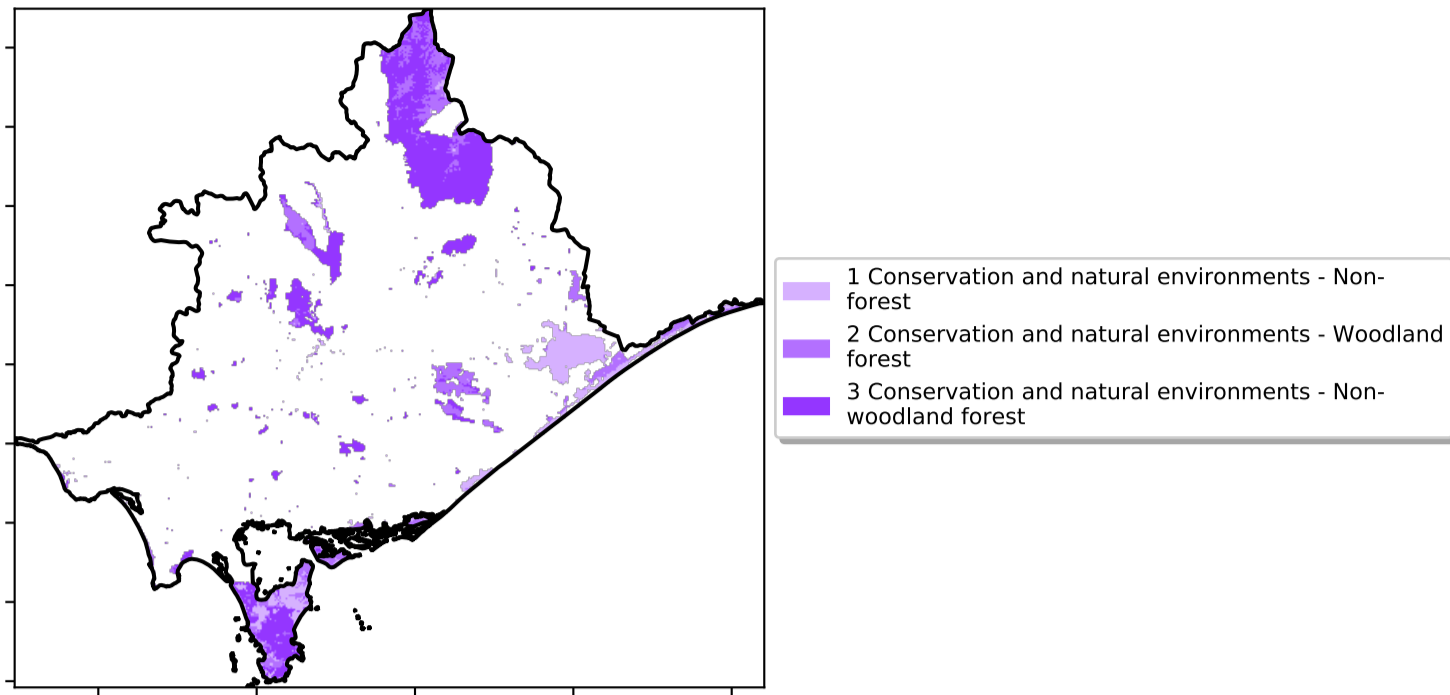 1 Conservation and natural environments - Non-
forest
2 Conservation and natural environments - Woodland
forest
3 Conservation and natural environments - Non-
woodland forest